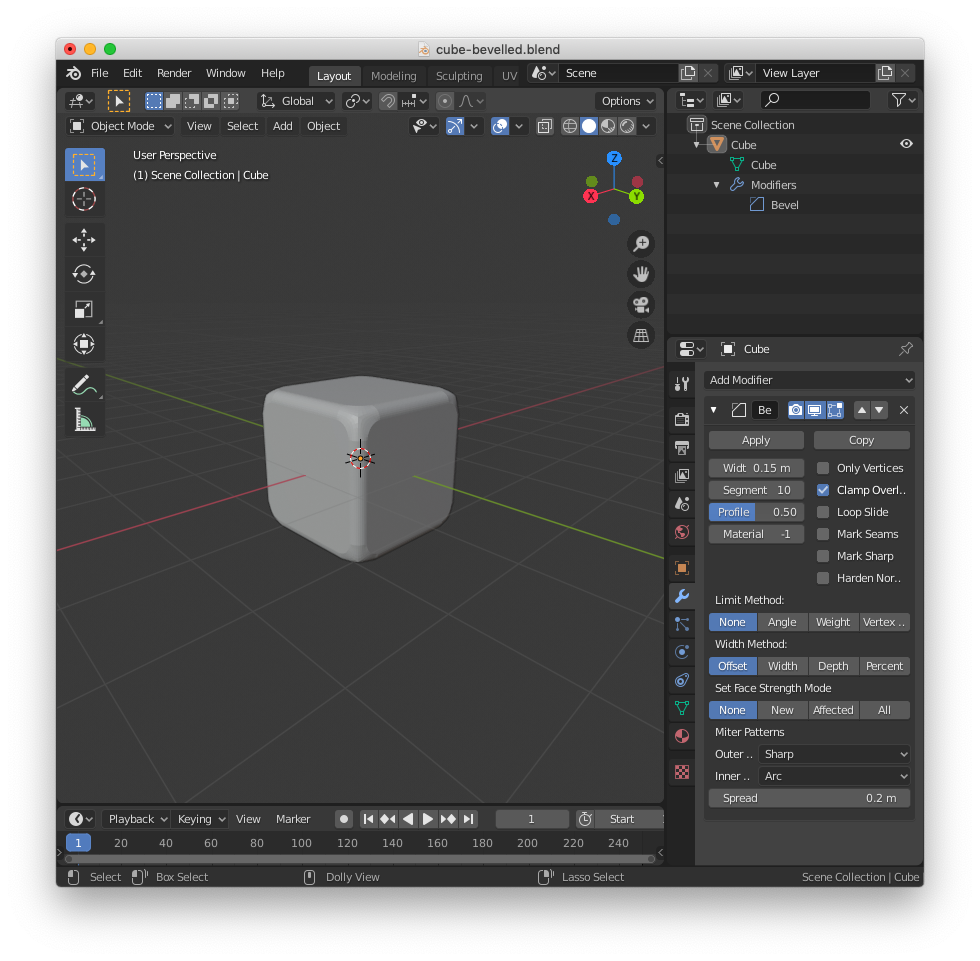 cube-bevelled.blend
File Edit Render Window Help Layout Modeling Sculpting UV Scene View Layer
Global Options
Object Mode View Select Add Object
User Perspective
(1) Scene Collection | Cube
Z
X Y
Scene Collection
Cube
Cube
Modifiers
Bevel
Cube
Add Modifier
Be
Apply Copy
Widt 0.15 m Only Vertices
Segment 10 Clamp Overl..
Profile 0.50 Loop Slide
Material -1 Mark Seams
Mark Sharp
Harden Nor..
Limit Method:
None Angle Weight Vertex ..
Width Method:
Offset Width Depth Percent
Set Face Strength Mode
None New Affected All
Miter Patterns
Outer .. Sharp
Inner .. Arc
Spread 0.2 m
Playback Keying View Marker 1 Start
1 20 40 60 80 100 120 140 160 180 200 220 240
Select Box Select Dolly View Lasso Select Scene Collection | Cube